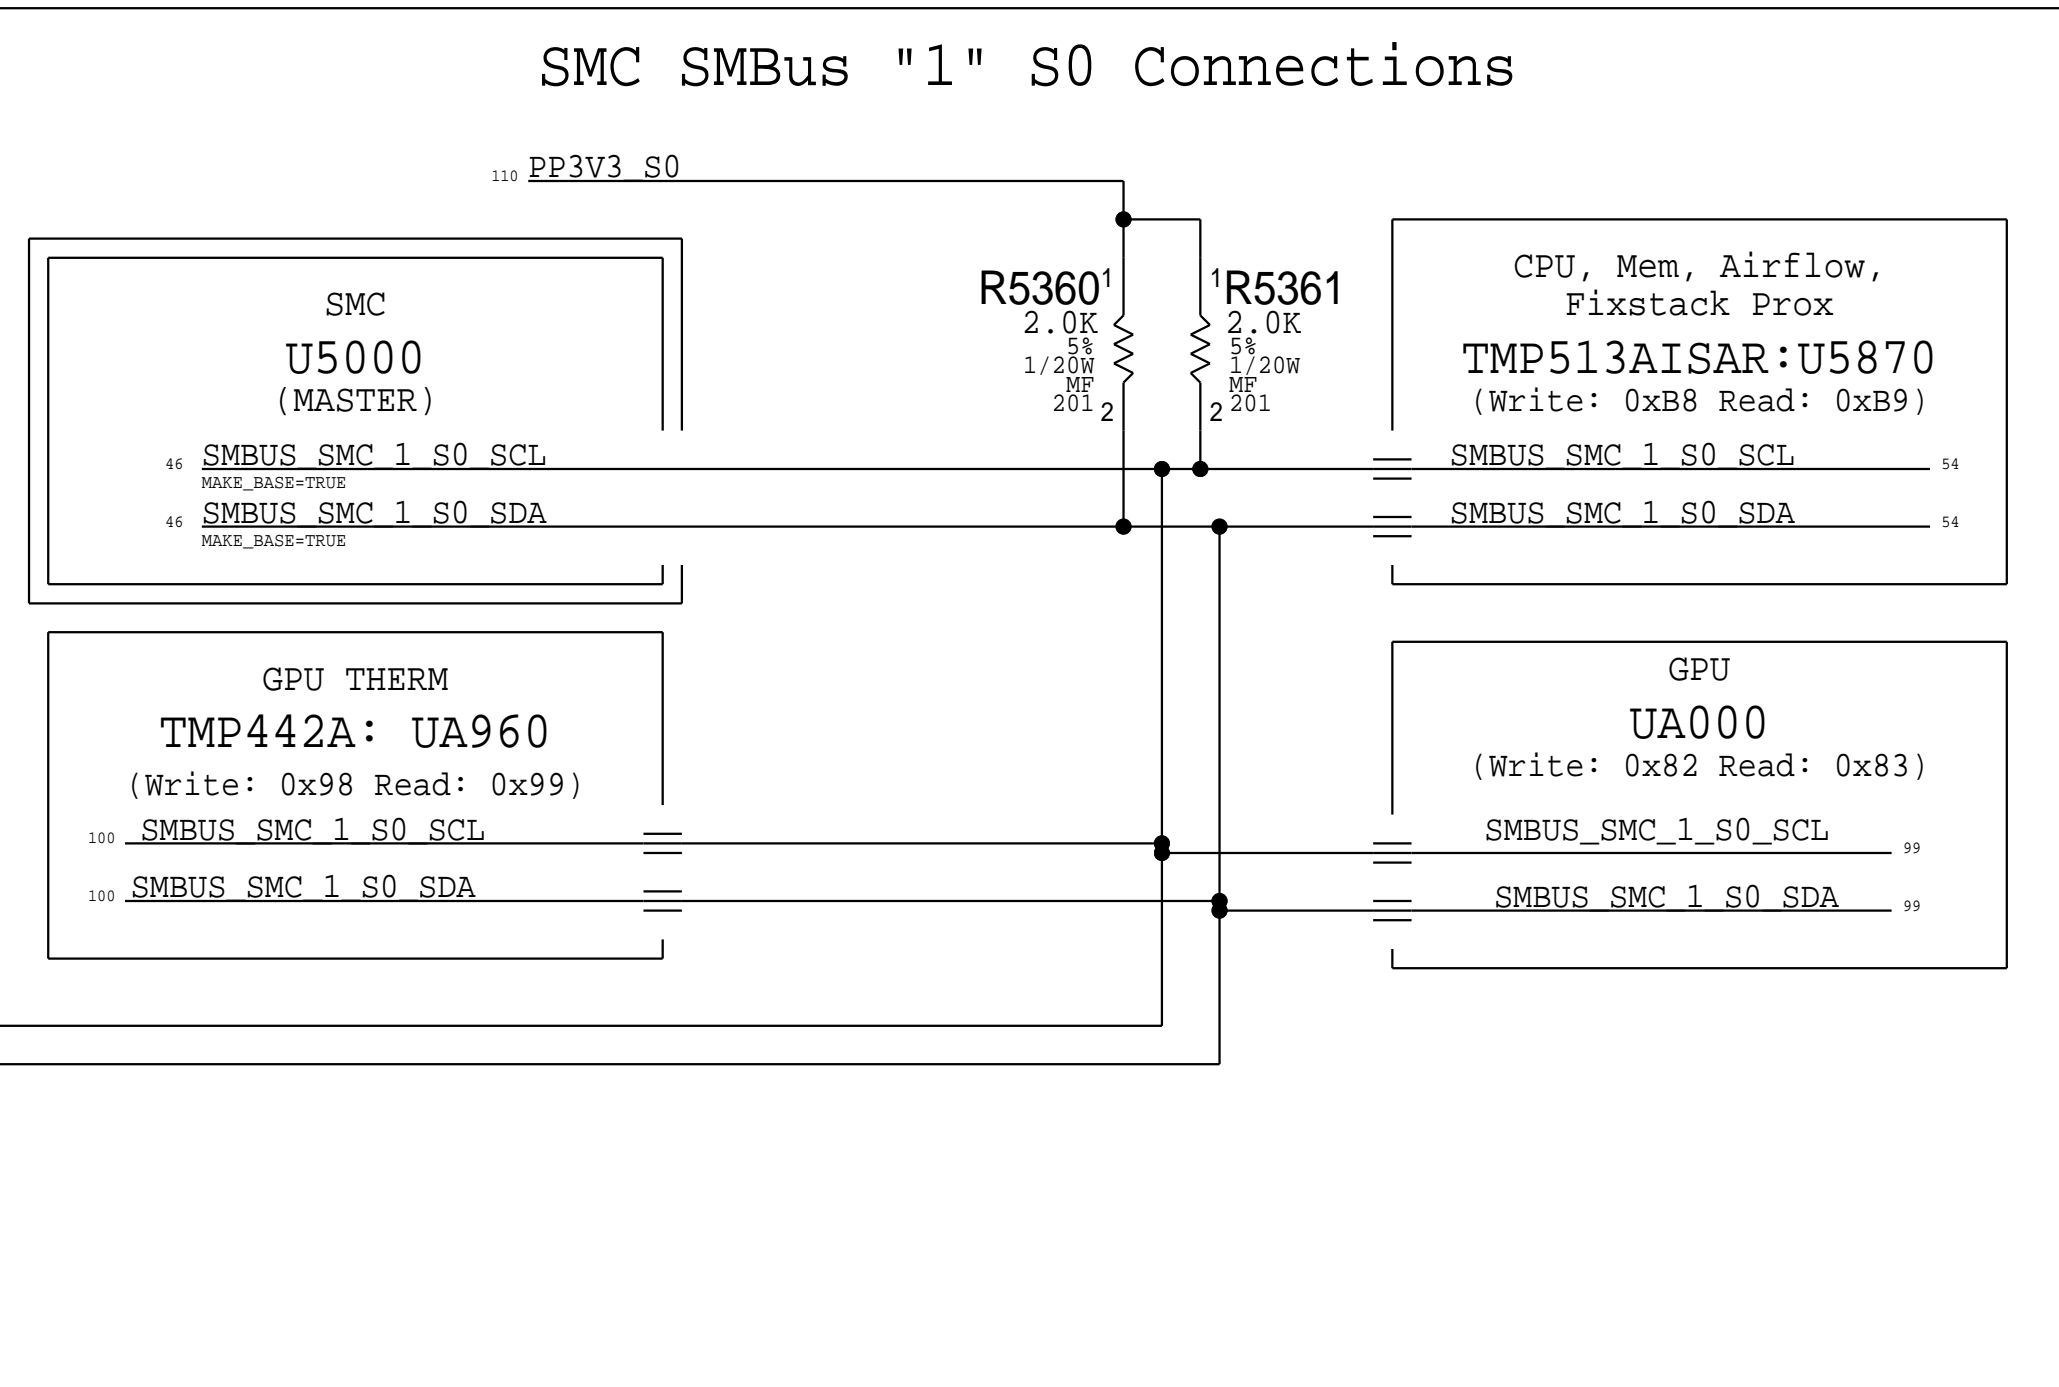 SMC SMBus "1" S0 Connections
110 PP3V3_S0
SMC
U5000
(MASTER)
46 SMBUS_SMC_1_S0_SCL
MAKE_BASE=TRUE
46 SMBUS_SMC_1_S0_SDA
MAKE_BASE=TRUE
R5360 1
2.0K
5%
1/20W
MF
201
2
1 R5361
2.0K
5%
1/20W
MF
201
2
CPU, Mem, Airflow,
Fixstack Prox
TMP513AISAR:U5870
(Write: 0xB8 Read: 0xB9)
SMBUS_SMC_1_S0_SCL 54
SMBUS_SMC_1_S0_SDA 54
GPU THERM
TMP442A: UA960
(Write: 0x98 Read: 0x99)
100 SMBUS_SMC_1_S0_SCL
100 SMBUS_SMC_1_S0_SDA
GPU
UA000
(Write: 0x82 Read: 0x83)
SMBUS_SMC_1_S0_SCL 99
SMBUS_SMC_1_S0_SDA 99